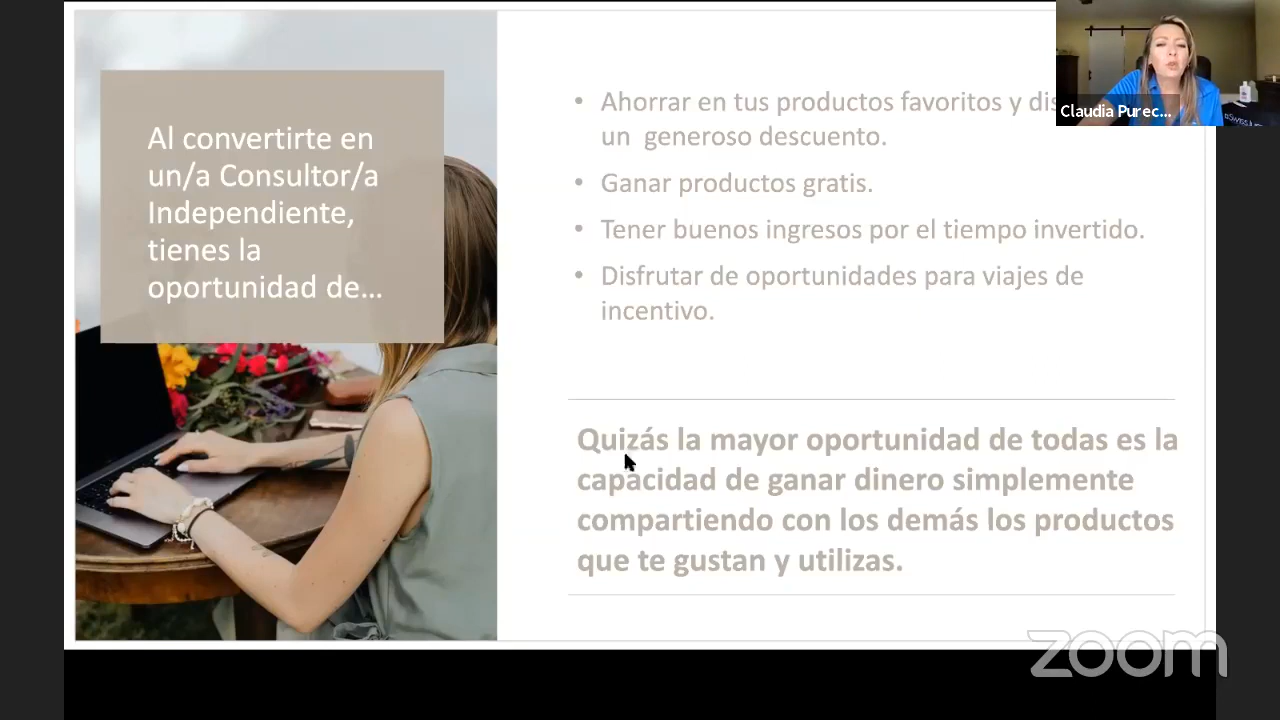 Al convertirte en
un/a Consultor/a
Independiente,
tienes la
oportunidad de...
• Ahorrar en tus productos favoritos y
un generoso descuento.
• Ganar productos gratis.
• Tener buenos ingresos por el tiempo invertido.
• Disfrutar de oportunidades para viajes de
incentivo.
Quizás la mayor oportunidad de todas es la
capacidad de ganar dinero simplemente
compartiendo con los demás los productos
que te gustan y utilizas.
Claudia Purec...
zoom